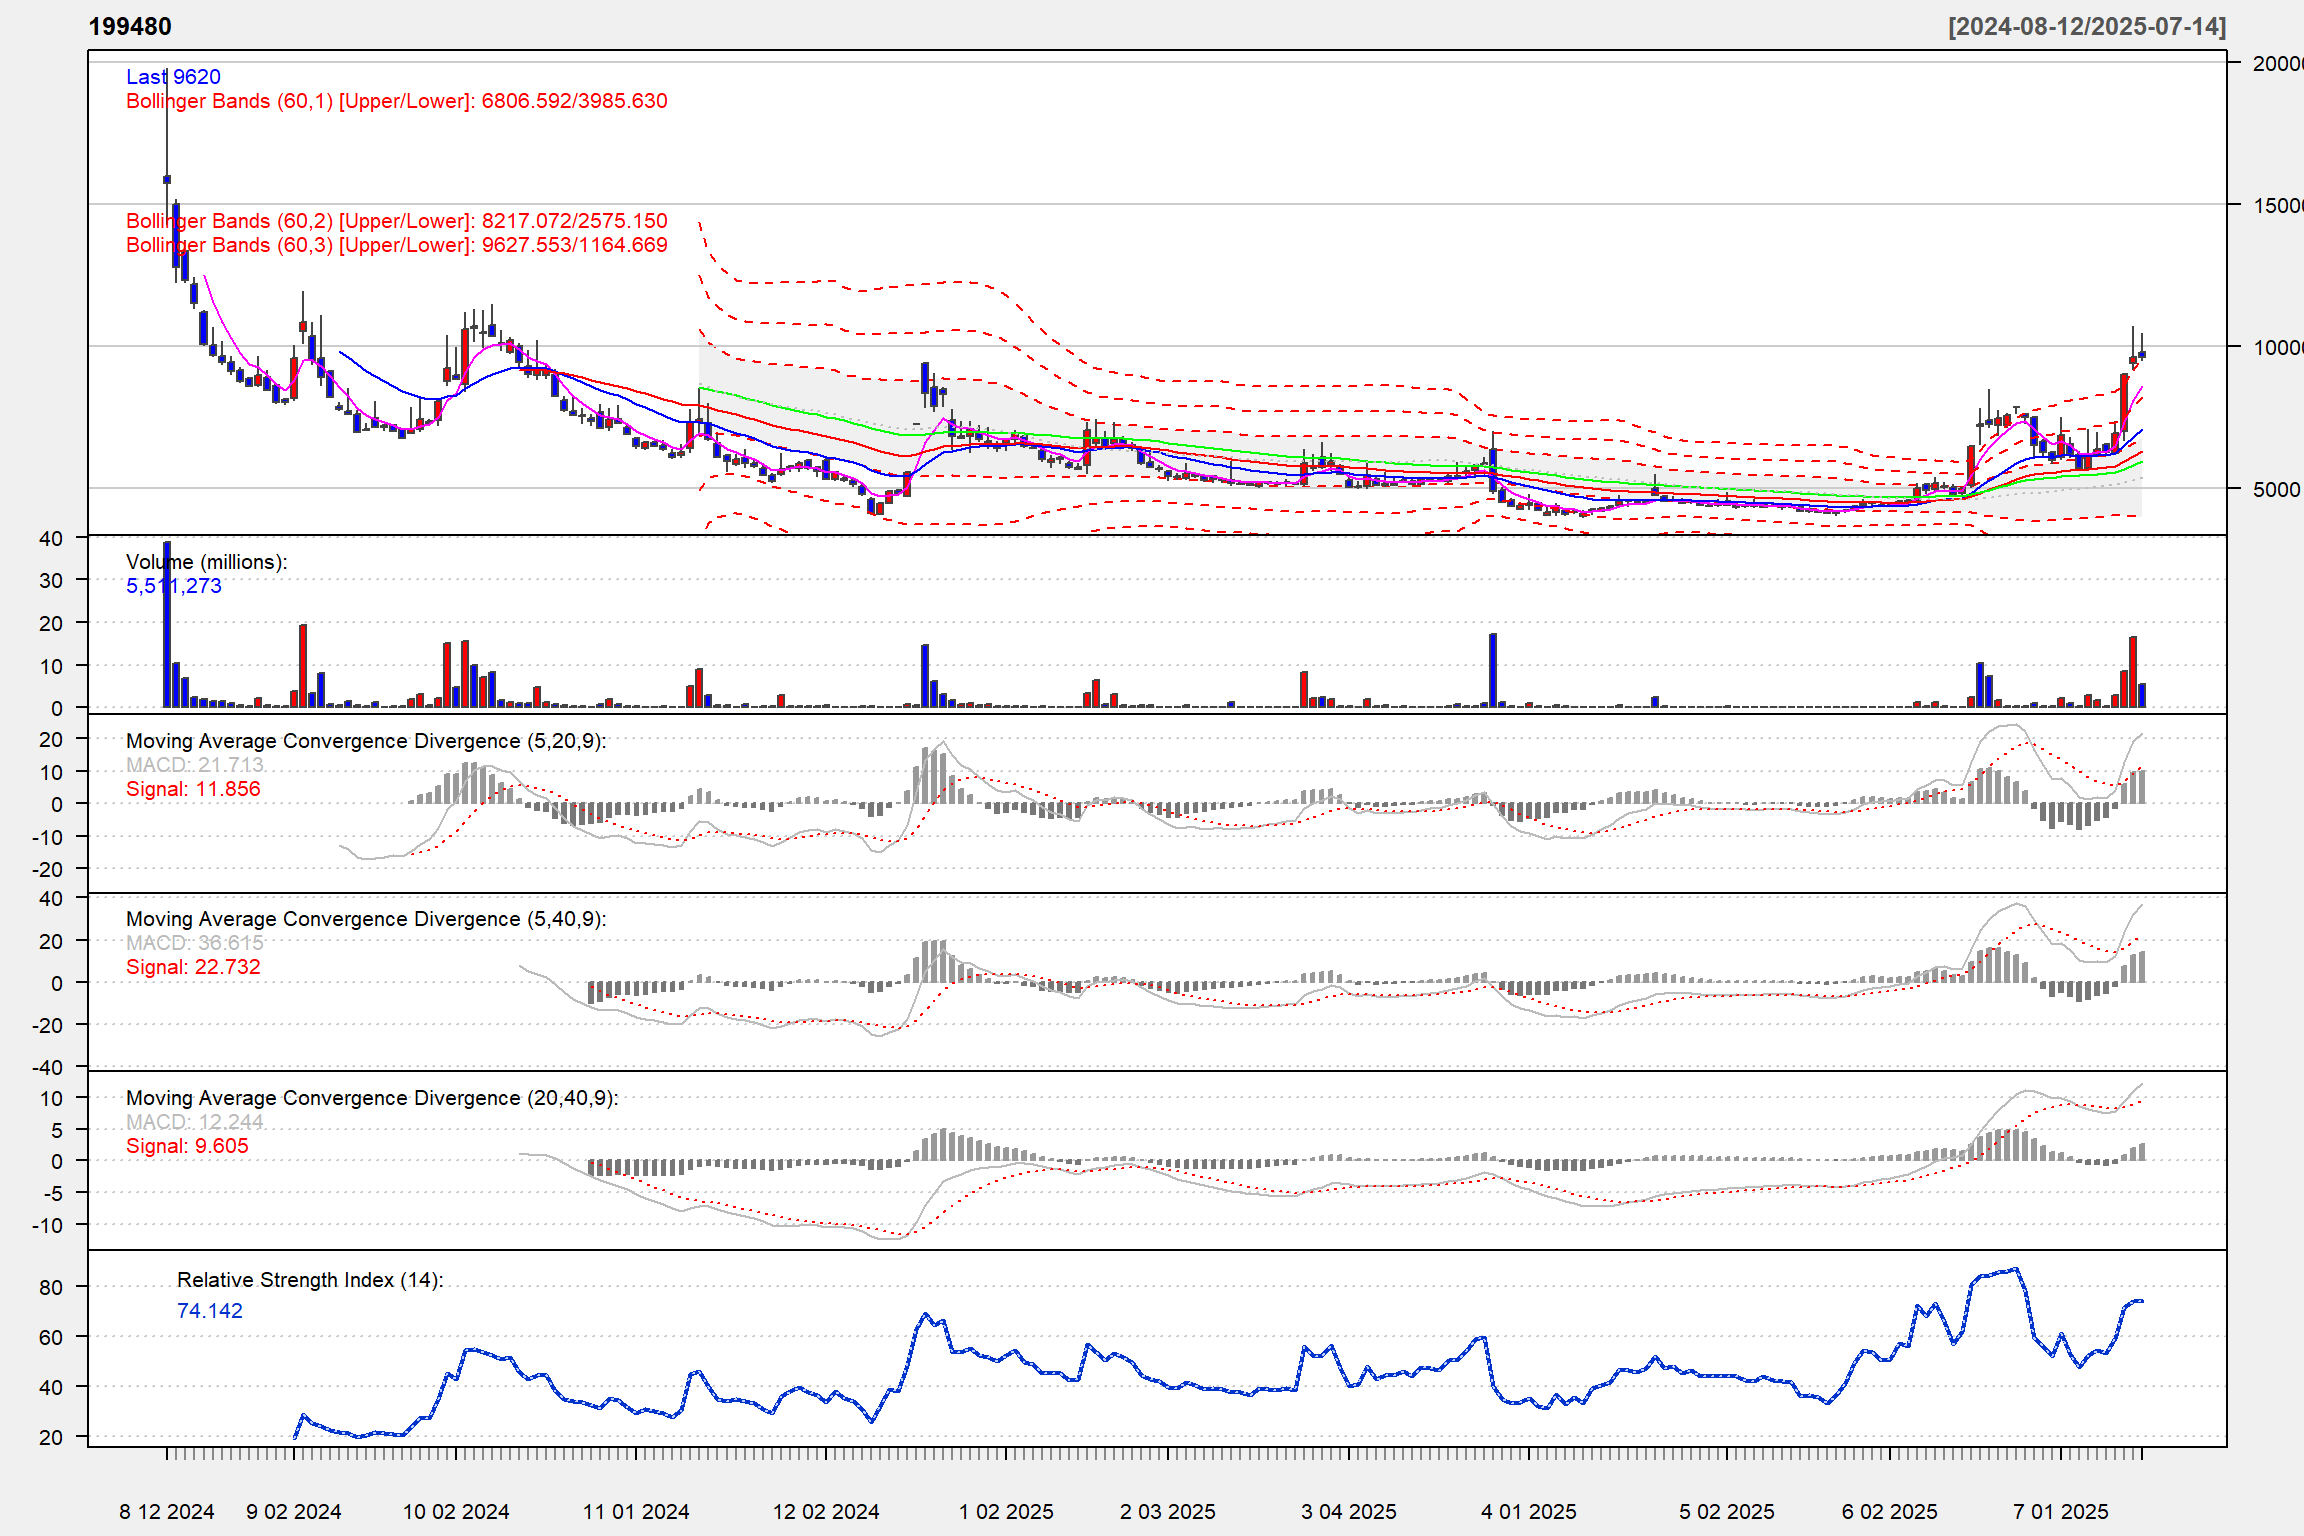 199480
[2024-08-12/2025-07-14]
Last 9620
Bollinger Bands (60,1) [Upper/Lower]: 6806.592/3985.630
Bollinger Bands (60,2) [Upper/Lower]: 8217.072/2575.150
Bollinger Bands (60,3) [Upper/Lower]: 9627.553/1164.669
20000
15000
10000
5000
Volume (millions):
5,511,273
40
30
20
10
0
Moving Average Convergence Divergence (5,20,9):
MACD: 21.713
Signal: 11.856
20
10
0
-10
-20
Moving Average Convergence Divergence (5,40,9):
MACD: 36.615
Signal: 22.732
40
20
0
-20
-40
Moving Average Convergence Divergence (20,40,9):
MACD: 12.244
Signal: 9.605
10
5
0
-5
-10
Relative Strength Index (14):
74.142
80
60
40
20
8 12 2024 9 02 2024 10 02 2024 11 01 2024 12 02 2024 1 02 2025 2 03 2025 3 04 2025 4 01 2025 5 02 2025 6 02 2025 7 01 2025